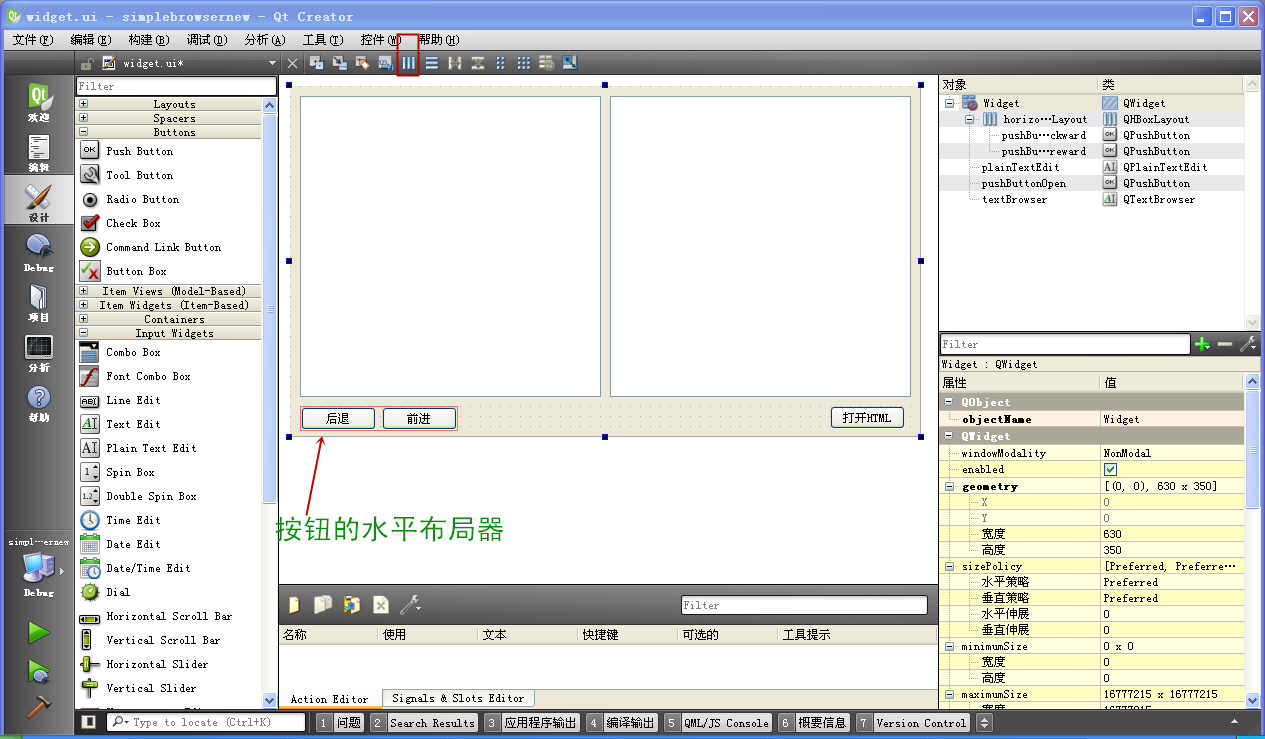 widget.ui - simplebrowsernew - Qt Creator
文件(F) 编辑(E) 构建(B) 调试(D) 分析(A) 工具(T) 控件(W) 帮助(H)
widget.ui*
欢迎
编辑
设计
Debug
项目
分析
帮助
simpl···ernew
Debug
Filter
Layouts
Spacers
Buttons
Push Button
Tool Button
Radio Button
Check Box
Command Link Button
Button Box
Item Views (Model-Based)
Item Widgets (Item-Based)
Containers
Input Widgets
Combo Box
Font Combo Box
Line Edit
Text Edit
Plain Text Edit
Spin Box
Double Spin Box
Time Edit
Date Edit
Date/Time Edit
Dial
Horizontal Scroll Bar
Vertical Scroll Bar
Horizontal Slider
Vertical Slider
后退 前进 打开HTML
按钮的水平布局器
Filter
名称 使用 文本 快捷键 可选的 工具提示
Action Editor Signals & Slots Editor
对象 类
Widget QWidget
horizo···Layout QHBoxLayout
pushBu···ckward QPushButton
pushBu···reward QPushButton
plainTextEdit QPlainTextEdit
pushButtonOpen QPushButton
textBrowser QTextBrowser
Filter
Widget : QWidget
属性 值
QObject
objectName Widget
QWidget
windowModality NonModal
enabled
geometry [(0, 0), 630 x 350]
X 0
Y 0
宽度 630
高度 350
sizePolicy [Preferred, Preferre···
水平策略 Preferred
垂直策略 Preferred
水平伸展 0
垂直伸展 0
minimumSize 0 x 0
宽度 0
高度 0
maximumSize 16777215 x 16777215
宽度 16777215
Type to locate (Ctrl+K) 1 问题 2 Search Results 3 应用程序输出 4 编译输出 5 QML/JS Console 6 概要信息 7 Version Control